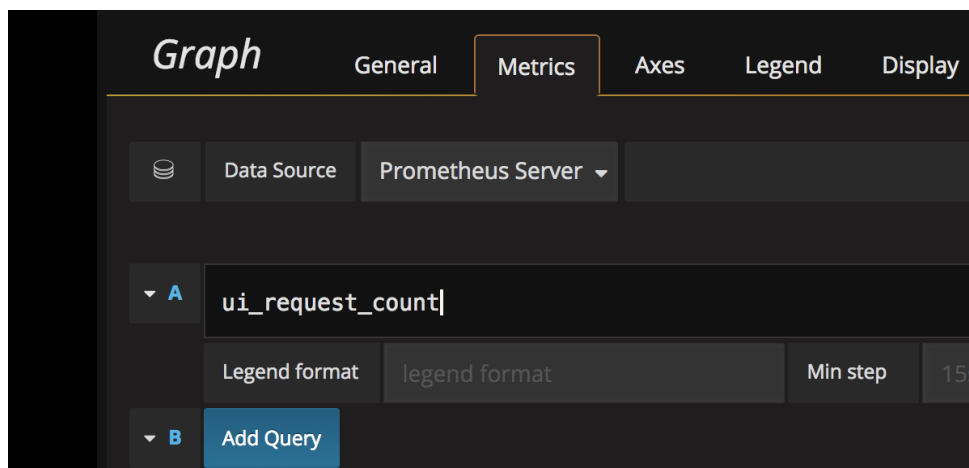 Graph General Metrics Axes Legend Display
Data Source Prometheus Server
A ui_request_count
Legend format legend format Min step 15
B Add Query